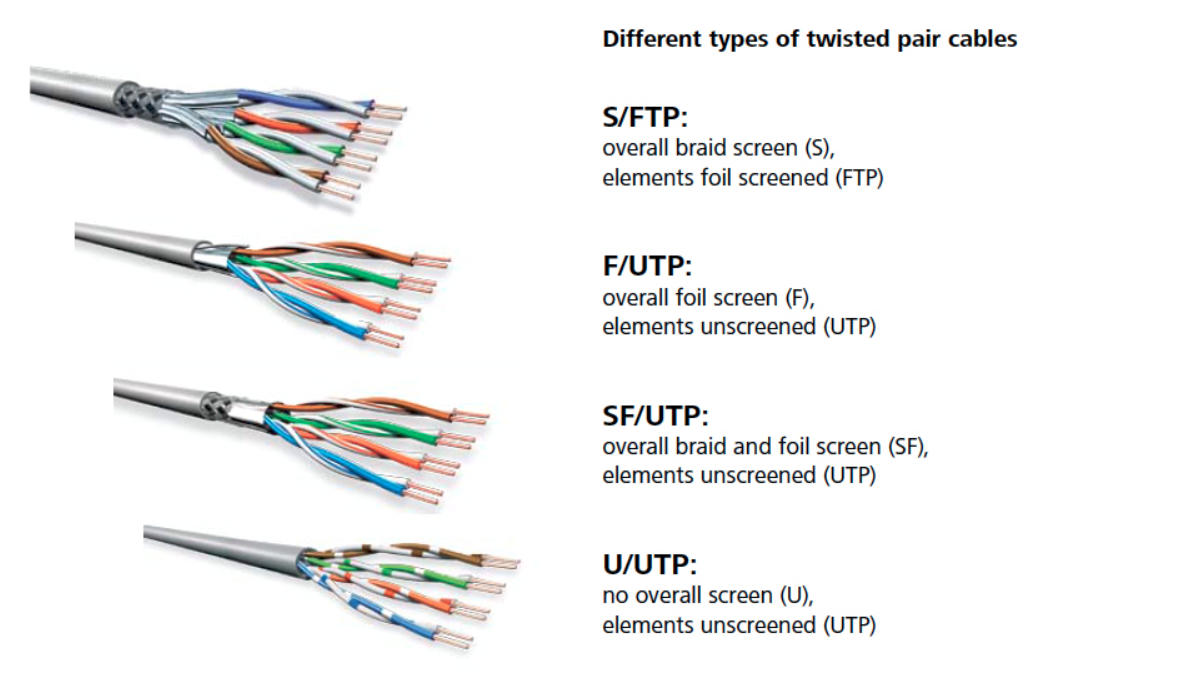 Different types of twisted pair cables
S/FTP:
overall braid screen (S),
elements foil screened (FTP)
F/UTP:
overall foil screen (F),
elements unscreened (UTP)
SF/UTP:
overall braid and foil screen (SF),
elements unscreened (UTP)
U/UTP:
no overall screen (U),
elements unscreened (UTP)